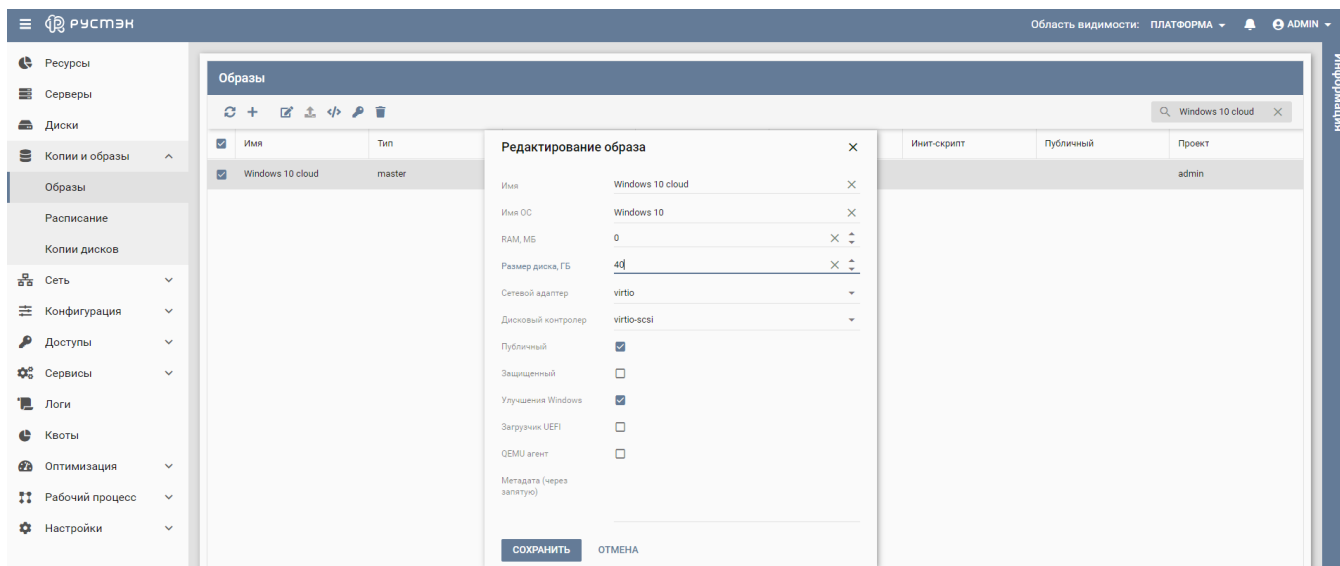 РУСТЭК
Область видимости: ПЛАТФОРМА
ADMIN
Информация
Ресурсы
Серверы
Диски
Копии и образы
Образы
Расписание
Копии дисков
Сеть
Конфигурация
Доступы
Сервисы
Логи
Квоты
Оптимизация
Рабочий процесс
Настройки
Образы
Windows 10 cloud
Имя Тип Инит-скрипт Публичный Проект
Windows 10 cloud master admin
Редактирование образа
Имя Windows 10 cloud
Имя ОС Windows 10
RAM, МБ 0
Размер диска, ГБ 40
Сетевой адаптер virtio
Дисковый контролер virtio-scsi
Публичный
Защищенный
Улучшения Windows
Загрузчик UEFI
QEMU агент
Метадата (через
запятую)
СОХРАНИТЬ ОТМЕНА